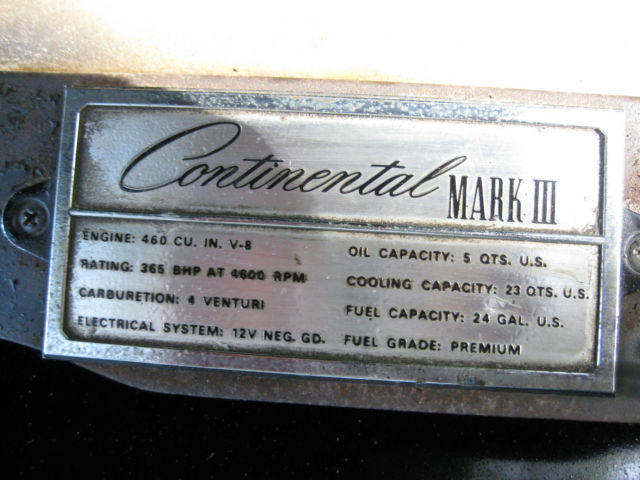 Continental MARK III
ENGINE: 460 CU. IN. V-8
RATING: 365 BHP AT 4600 RPM
CARBURETION: 4 VENTURI
ELECTRICAL SYSTEM: 12V NEG. GD.
OIL CAPACITY: 5 QTS. U.S.
COOLING CAPACITY: 23 QTS. U.S.
FUEL CAPACITY: 24 GAL. U.S.
FUEL GRADE: PREMIUM